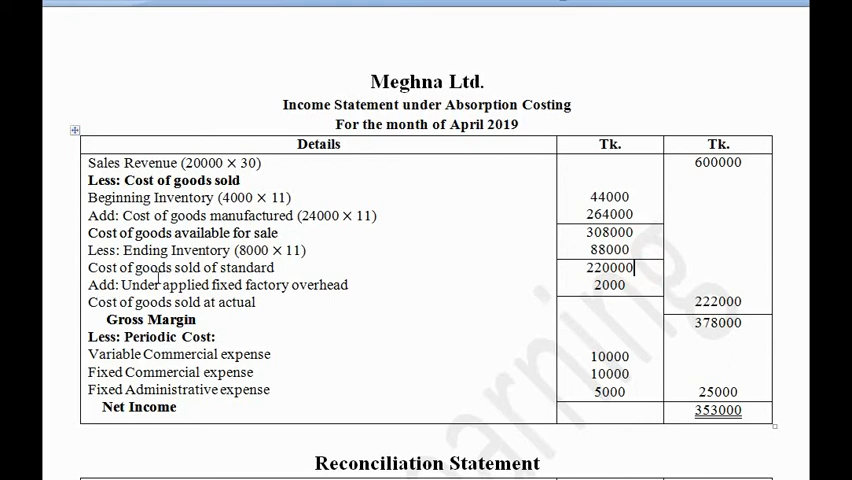 Meghna Ltd.
Income Statement under Absorption Costing
For the month of April 2019
Details Tk. Tk.
Sales Revenue (20000 × 30) 600000
Less: Cost of goods sold
Beginning Inventory (4000 × 11) 44000
Add: Cost of goods manufactured (24000 × 11) 264000
Cost of goods available for sale 308000
Less: Ending Inventory (8000 × 11) 88000
Cost of goods sold of standard 220000
Add: Under applied fixed factory overhead 2000
Cost of goods sold at actual 222000
Gross Margin 378000
Less: Periodic Cost:
Variable Commercial expense 10000
Fixed Commercial expense 10000
Fixed Administrative expense 5000 25000
Net Income 353000
Reconciliation Statement